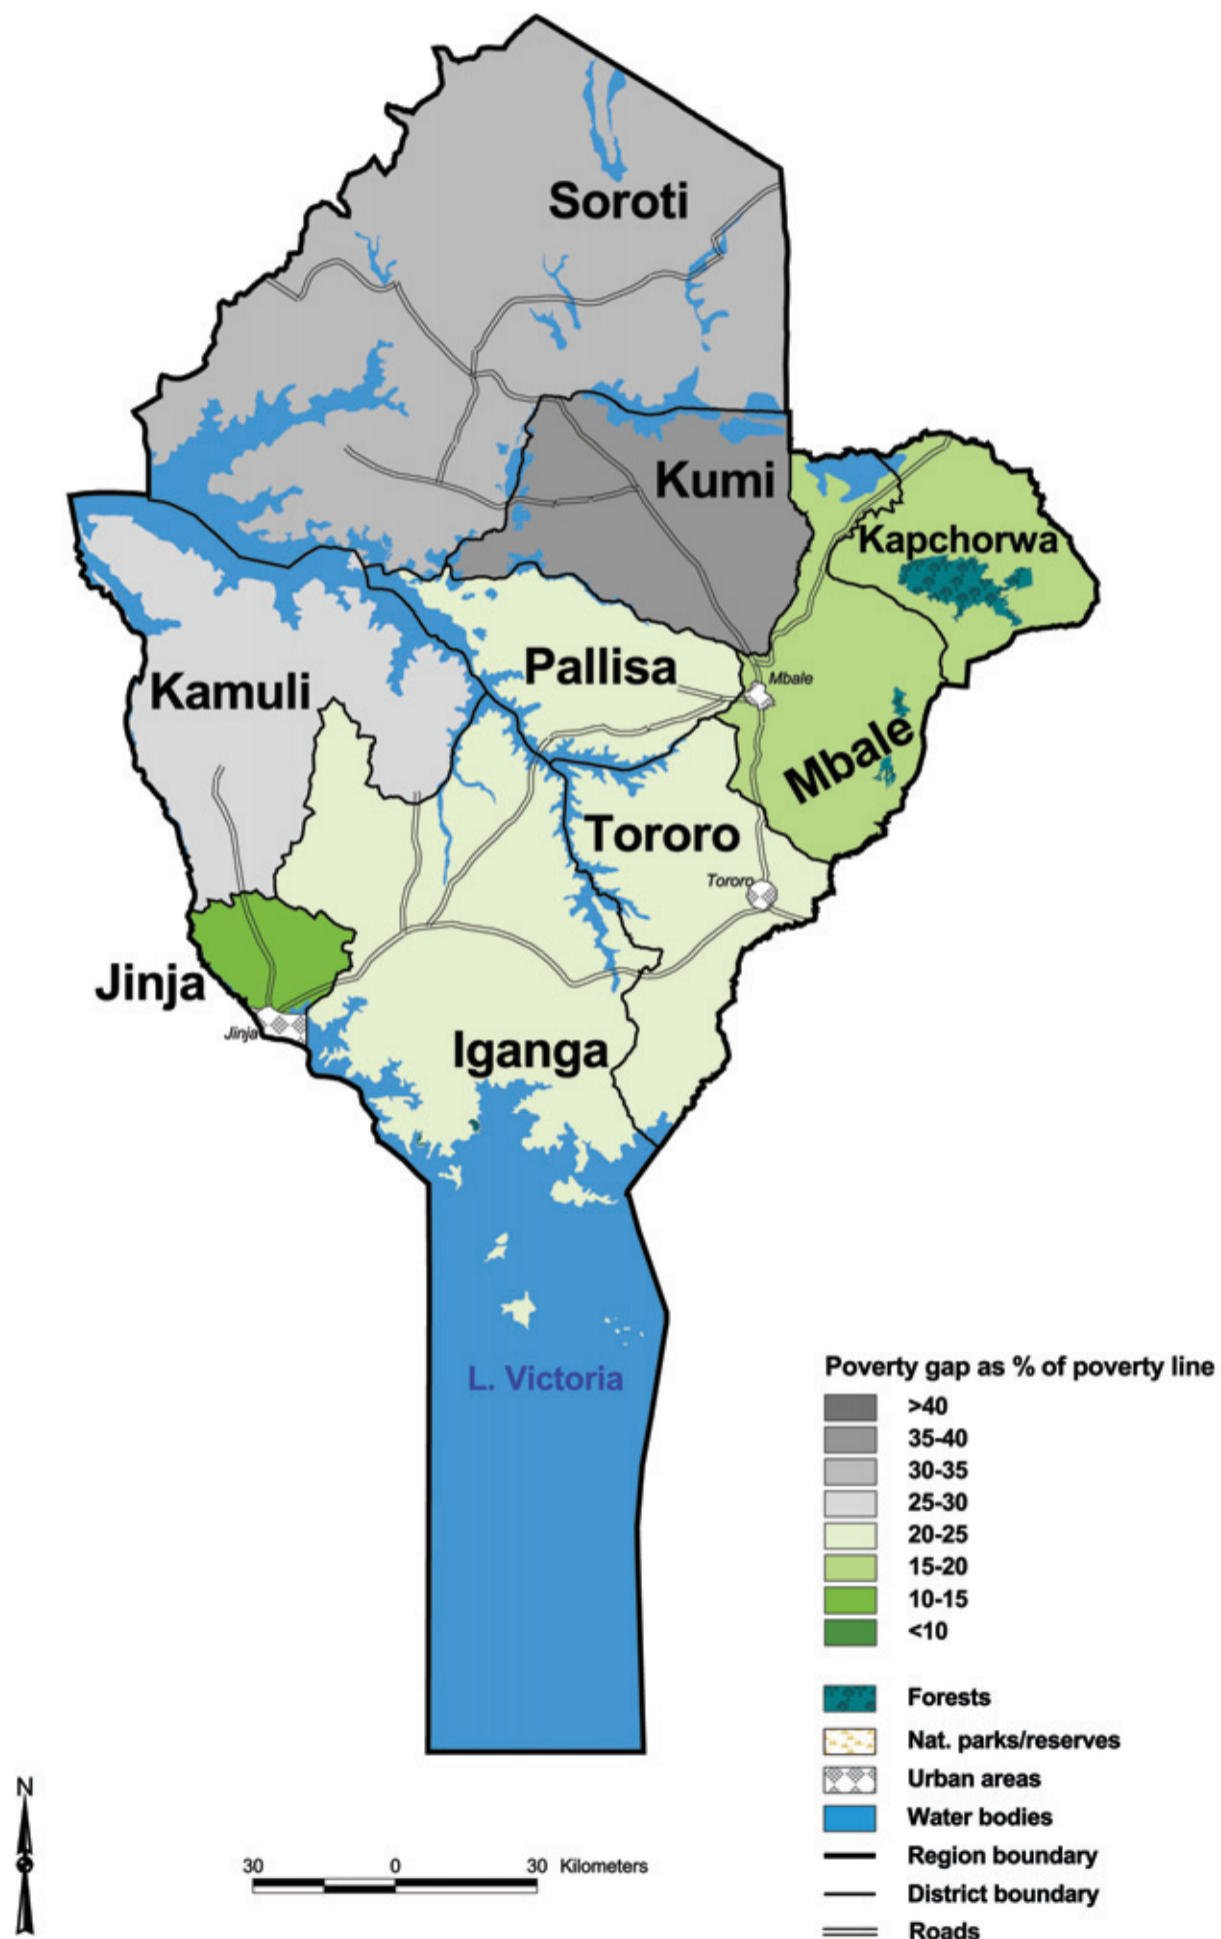 Soroti
Kumi
Kapchorwa
Pallisa
Mbale
Kamuli
Mbale
Tororo
Tororo
Jinja
Jinja
Iganga
L. Victoria
Poverty gap as % of poverty line
>40
35-40
30-35
25-30
20-25
15-20
10-15
<10
Forests
Nat. parks/reserves
Urban areas
Water bodies
Region boundary
District boundary
Roads
N
30 0 30 Kilometers